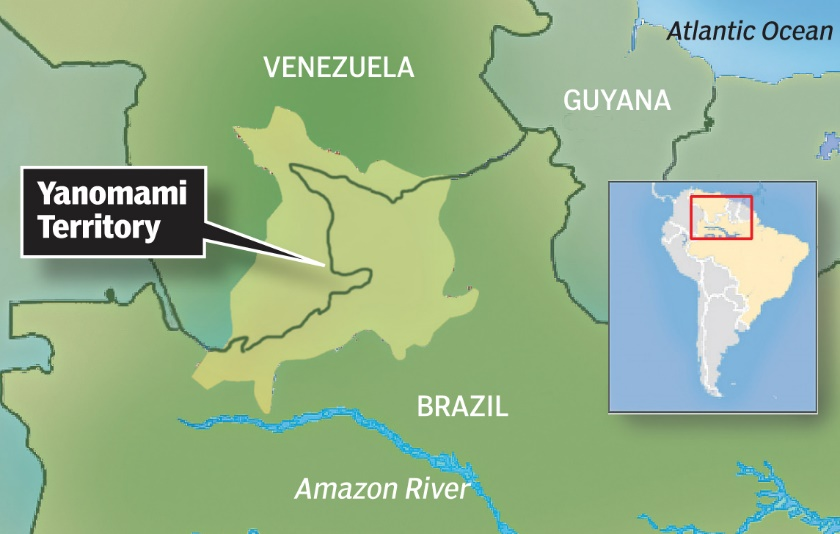 Atlantic Ocean
VENEZUELA
GUYANA
Yanomami
Territory
BRAZIL
Amazon River